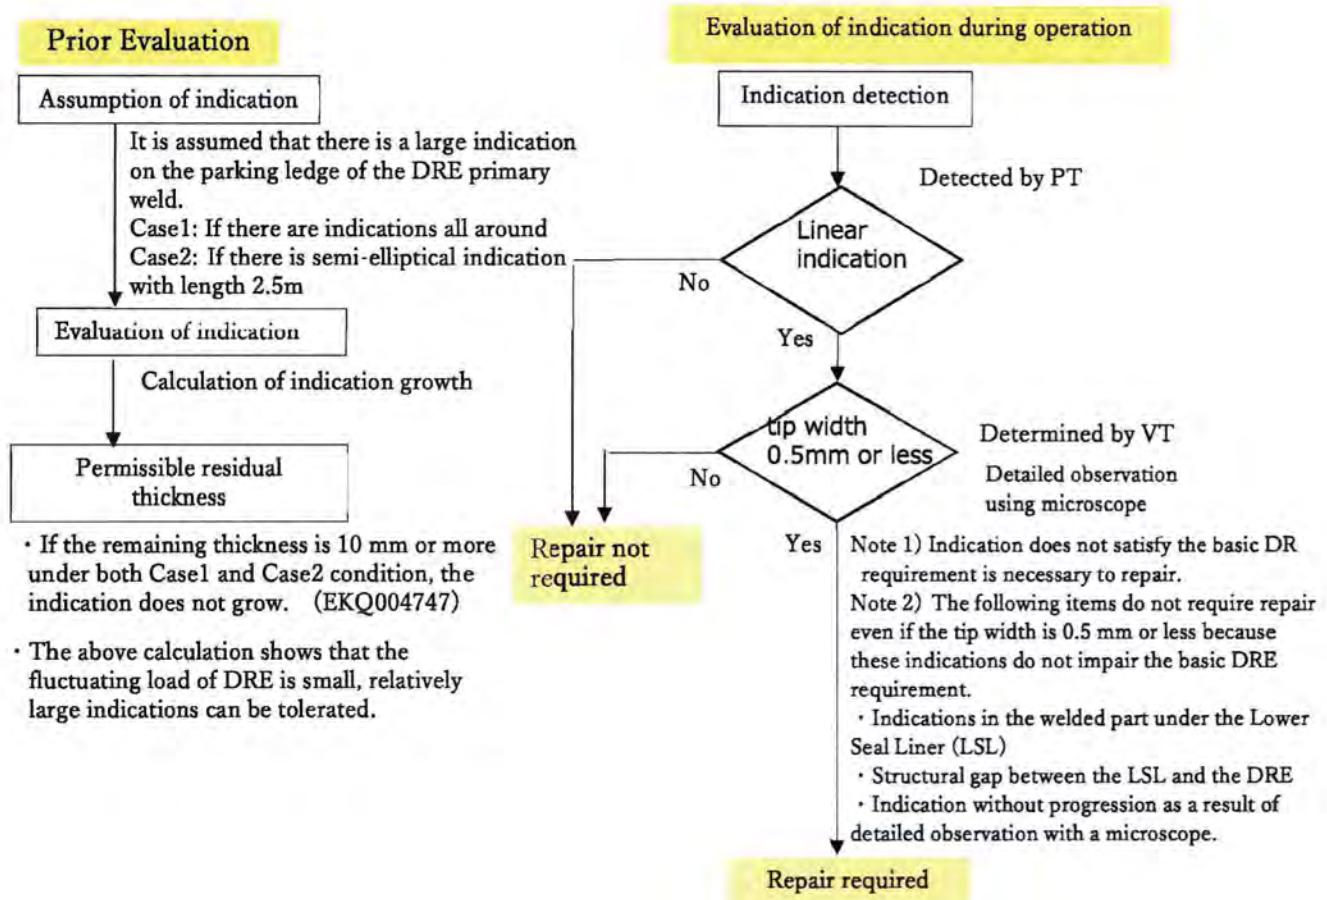 Prior Evaluation
Assumption of indication
It is assumed that there is a large indication
on the parking ledge of the DRE primary
weld.
Case1: If there are indications all around
Case2: If there is semi-elliptical indication
with length 2.5m
Evaluation of indication
Calculation of indication growth
Permissible residual
thickness
・If the remaining thickness is 10 mm or more
under both Case1 and Case2 condition, the
indication does not grow. (EKQ004747)
・The above calculation shows that the
fluctuating load of DRE is small, relatively
large indications can be tolerated.
Evaluation of indication during operation
Indication detection
Detected by PT
Linear
indication
No
Yes
tip width
0.5mm or less
Determined by VT
Detailed observation
using microscope
No
Repair not
required
Yes
Note 1) Indication does not satisfy the basic DR
requirement is necessary to repair.
Note 2) The following items do not require repair
even if the tip width is 0.5 mm or less because
these indications do not impair the basic DRE
requirement.
・Indications in the welded part under the Lower
Seal Liner (LSL)
・Structural gap between the LSL and the DRE
・Indication without progression as a result of
detailed observation with a microscope.
Repair required